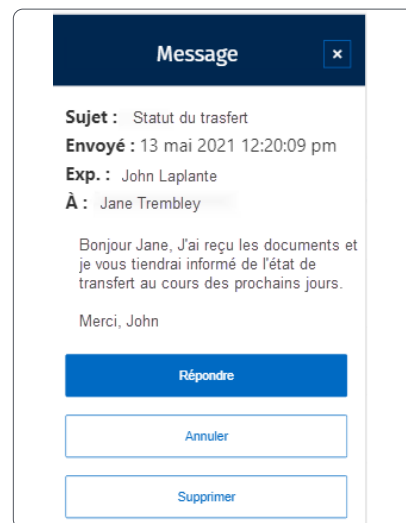 Message
×
Sujet : Statut du trasfert
Envoyé : 13 mai 2021 12:20:09 pm
Exp. : John Laplante
À : Jane Trembley
Bonjour Jane, J'ai reçu les documents et
je vous tiendrai informé de l'état de
transfert au cours des prochains jours.
Merci, John
Répondre
Annuler
Supprimer